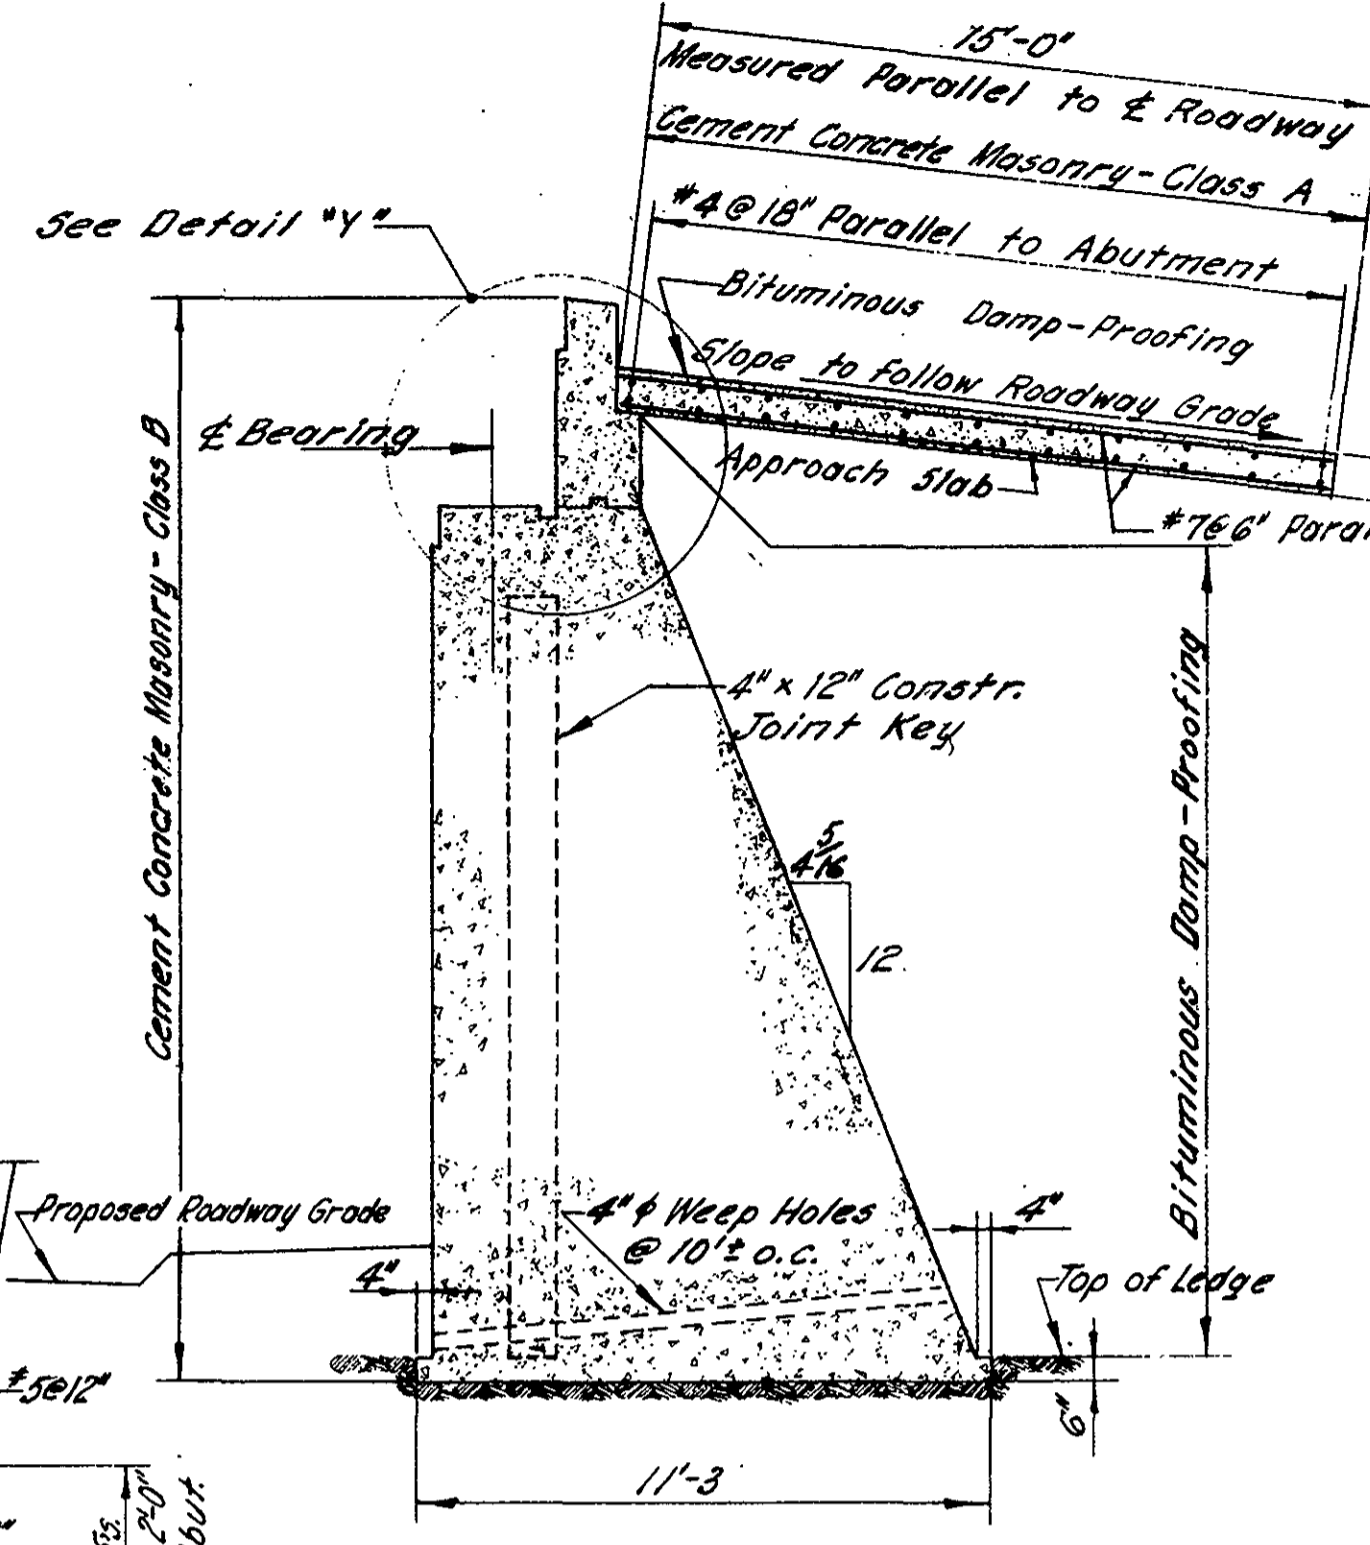 15'-0"
Measured Parallel to ℄ Roadway
Cement Concrete Masonry-Class A
#4@18" Parallel to Abutment
See Detail "Y"
Bituminous Damp-Proofing
Slope to Follow Roadway Grade
℄ Bearing
Approach Slab
#7@6"
Cement Concrete Masonry-Class B
4" x 12" Constr.
Joint Key
4 5/16
12
Bituminous Damp-Proofing
Proposed Roadway Grade
4" ϕ Weep Holes
@ 10'± o.c.
4"
4"
Top of Ledge
#5@12"
6"
11'-3
2'-0"